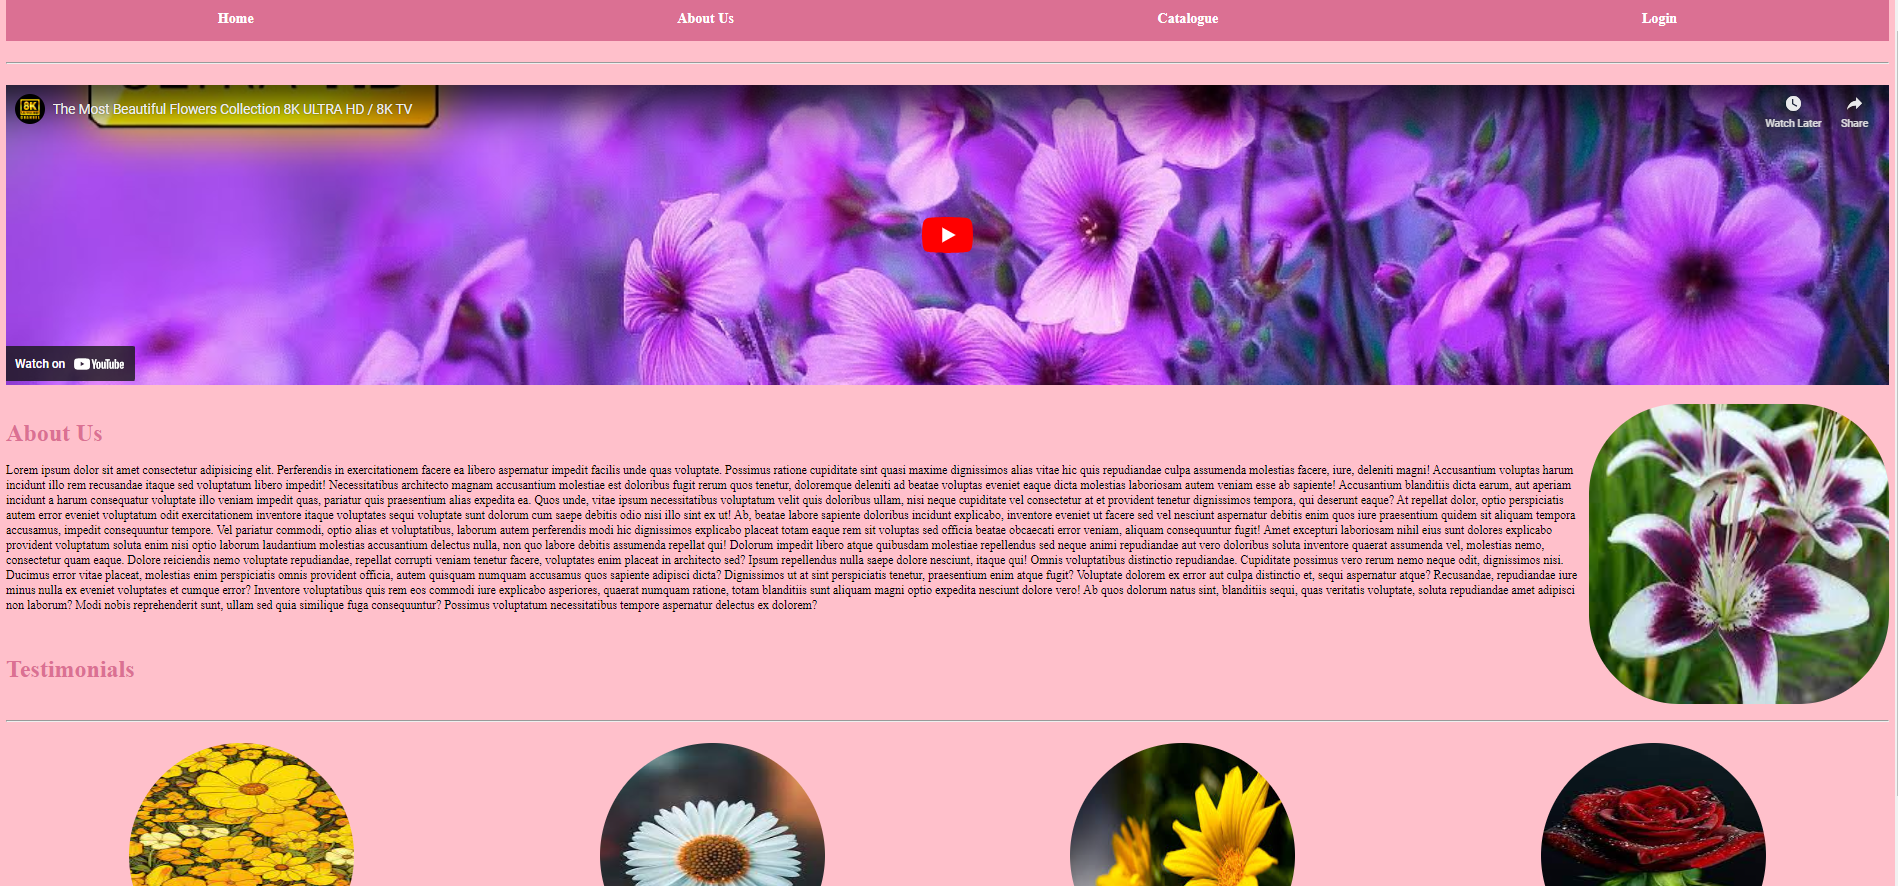 Home About Us Catalogue Login
The Most Beautiful Flowers Collection 8K ULTRA HD / 8K TV
8K
Watch Later Share
Watch on YouTube
About Us
Lorem ipsum dolor sit amet consectetur adipisicing elit. Perferendis in exercitationem facere ea libero aspernatur impedit facilis unde quas voluptate. Possimus ratione cupiditate sint quasi maxime dignissimos alias vitae hic quis repudiandae culpa assumenda molestias facere, iure, deleniti magni! Accusantium voluptas harum
incidunt illo rem recusandae itaque sed voluptatum libero impedit! Necessitatibus architecto magnam accusantium molestiae est doloribus fugit rerum quos tenetur, doloremque deleniti ad beatae voluptas eveniet eaque dicta molestias laboriosam autem veniam esse ab sapiente! Accusantium blanditiis dicta earum, aut aperiam
incidunt a harum consequatur voluptate illo veniam impedit quas, pariatur quis praesentium alias expedita ea. Quos unde, vitae ipsum necessitatibus voluptatum velit quis doloribus ullam, nisi neque cupiditate vel consectetur at et provident tenetur dignissimos tempora, qui deserunt eaque? At repellat dolor, optio perspiciatis
autem error eveniet voluptatum odit exercitationem inventore itaque voluptates sequi voluptate sunt dolorum cum saepe debitis odio nisi illo sint ex ut! Ab, beatae labore sapiente doloribus incidunt explicabo, inventore eveniet ut facere sed vel nesciunt aspernatur debitis enim quos iure praesentium quidem sit aliquam tempora
accusamus, impedit consequuntur tempore. Vel pariatur commodi, optio alias et voluptatibus, laborum autem perferendis modi hic dignissimos explicabo placeat totam eaque rem sit voluptas sed officia beatae obcaecati error veniam, aliquam consequuntur fugit! Amet excepturi laboriosam nihil eius sunt dolores explicabo
provident voluptatum soluta enim nisi optio laborum laudantium molestias accusantium delectus nulla, non quo labore debitis assumenda repellat qui! Dolorum impedit libero atque quibusdam molestiae repellendus sed neque animi repudiandae aut vero doloribus soluta inventore quaerat assumenda vel, molestias nemo,
consectetur quam eaque. Dolore reiciendis nemo voluptate repudiandae, repellat corrupti veniam tenetur facere, voluptates enim placeat in architecto sed? Ipsum repellendus nulla saepe dolore nesciunt, itaque qui! Omnis voluptatibus distinctio repudiandae. Cupiditate possimus vero rerum nemo neque odit, dignissimos nisi.
Ducimus error vitae placeat, molestias enim perspiciatis omnis provident officia, autem quisquam numquam accusamus quos sapiente adipisci dicta? Dignissimos ut at sint perspiciatis tenetur, praesentium enim atque fugit? Voluptate dolorem ex error aut culpa distinctio et, sequi aspernatur atque? Recusandae, repudiandae iure
minus nulla ex eveniet voluptates et cumque error? Inventore voluptatibus quis rem eos commodi iure explicabo asperiores, quaerat numquam ratione, totam blanditiis sunt aliquam magni optio expedita nesciunt dolore vero! Ab quos dolorum natus sint, blanditiis sequi, quas veritatis voluptate, soluta repudiandae amet adipisci
non laborum? Modi nobis reprehenderit sunt, ullam sed quia similique fuga consequuntur? Possimus voluptatum necessitatibus tempore aspernatur delectus ex dolorem?
Testimonials